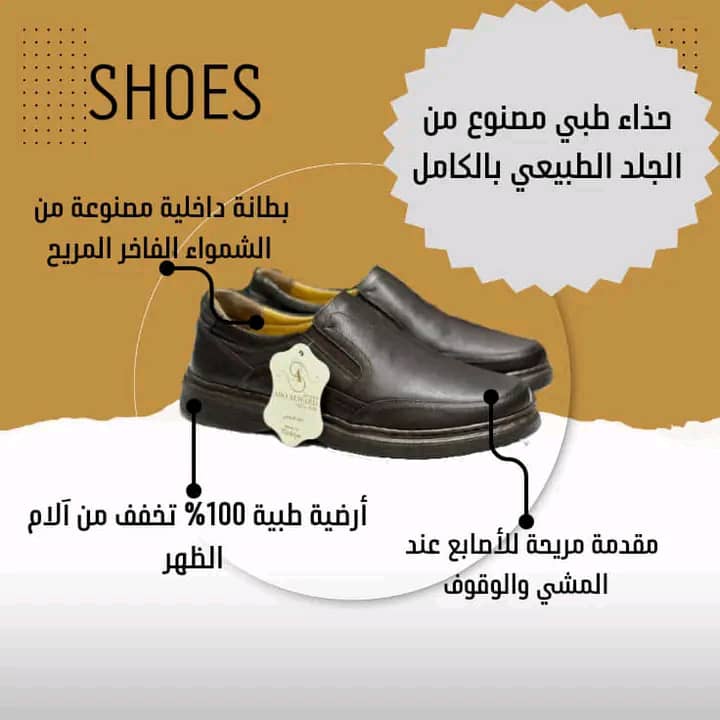 SHOES
حذاء طبي مصنوع من
الجلد الطبيعي بالكامل
بطانة داخلية مصنوعة من
الشمواء الفاخر المريح
أرضية طبية 100% تخفف من آلام
الظهر
مقدمة مريحة للأصابع عند
المشي والوقوف